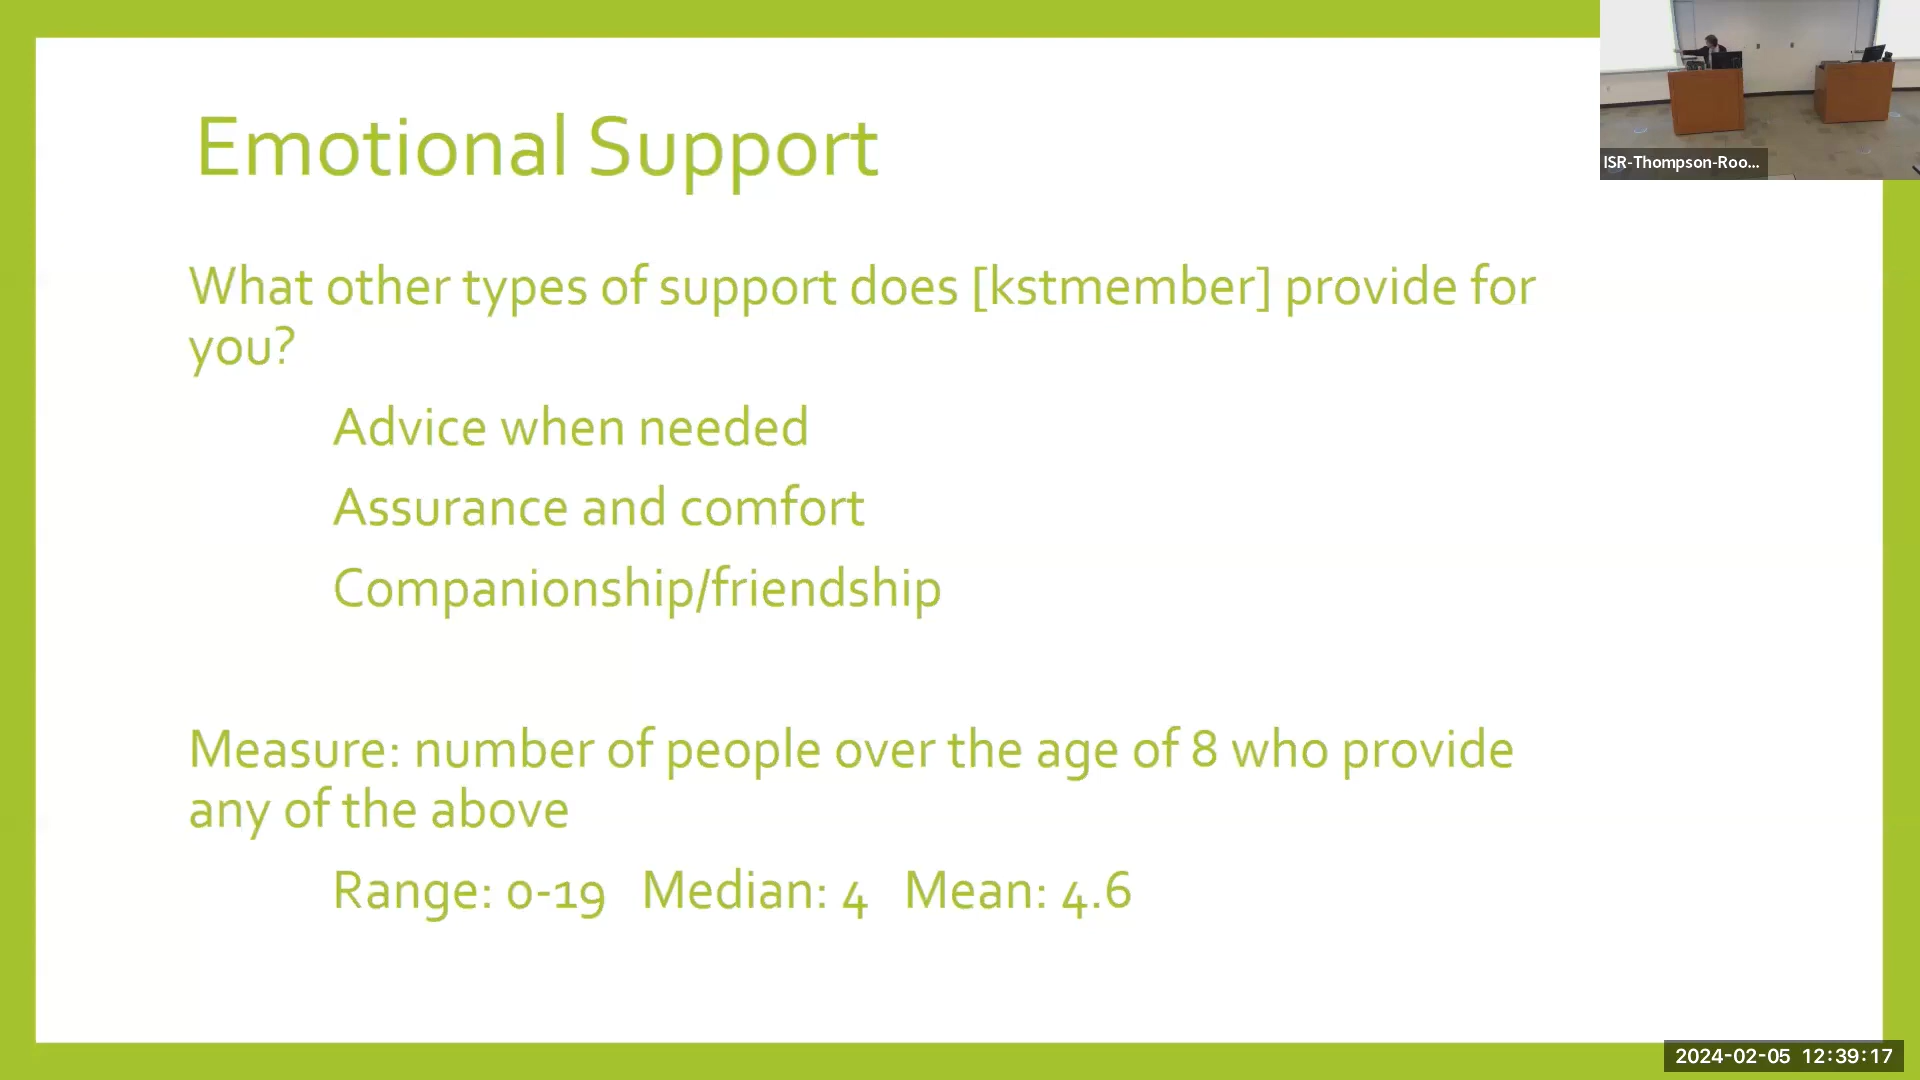 Emotional Support
ISR-Thompson-Roo...
What other types of support does [kstmember] provide for
you?
Advice when needed
Assurance and comfort
Companionship/friendship
Measure: number of people over the age of 8 who provide
any of the above
Range: 0-19 Median: 4 Mean: 4.6
2024-02-05 12:39:17